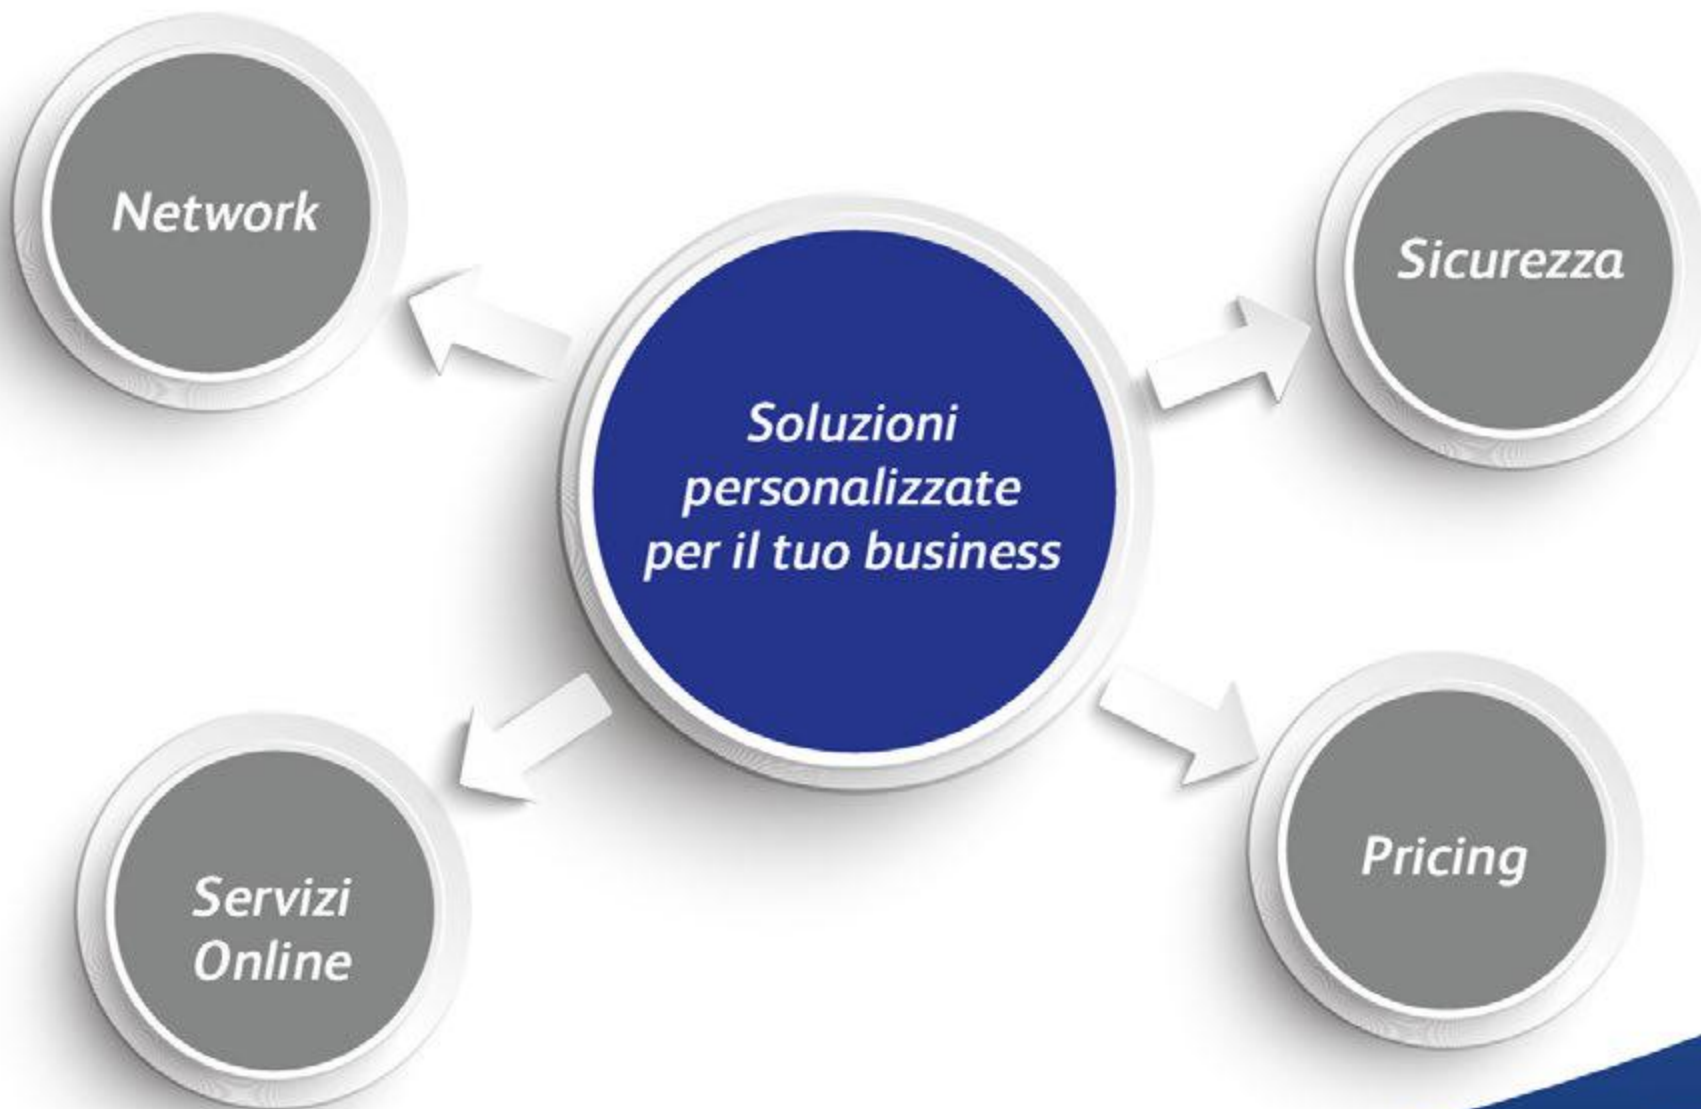 Network
Sicurezza
Soluzioni
personalizzate
per il tuo business
Servizi
Online
Pricing